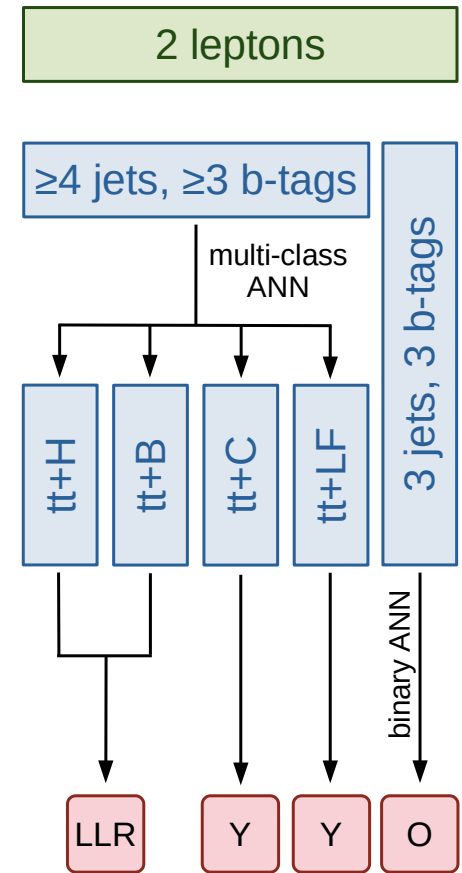 2 leptons
≥4 jets, ≥3 b-tags
3 jets, 3 b-tags
multi-class
ANN
tt+H
tt+B
tt+C
tt+LF
binary ANN
LLR
Y
Y
O